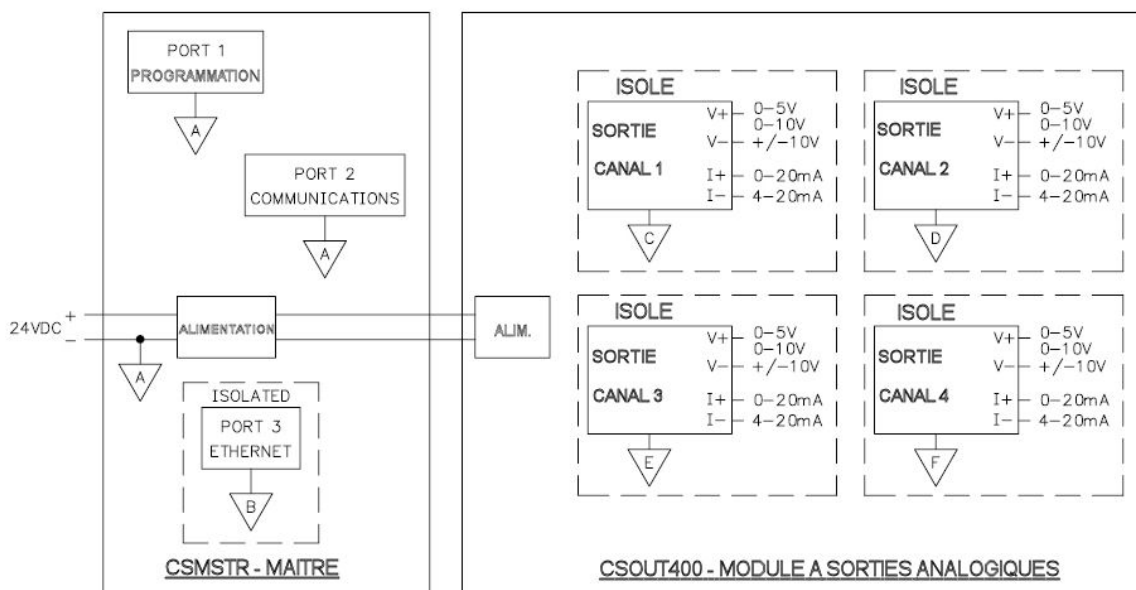 PORT 1
PROGRAMMATION
A
PORT 2
COMMUNICATIONS
A
24VDC
+
−
ALIMENTATION
A
ISOLATED
PORT 3
ETHERNET
B
CSMSTR - MAITRE
ALIM.
ISOLE
SORTIE
CANAL 1
V+
V−
I+
I−
0−5V
0−10V
+/−10V
0−20mA
4−20mA
C
ISOLE
SORTIE
CANAL 2
V+
V−
I+
I−
0−5V
0−10V
+/−10V
0−20mA
4−20mA
D
ISOLE
SORTIE
CANAL 3
V+
V−
I+
I−
0−5V
0−10V
+/−10V
0−20mA
4−20mA
E
ISOLE
SORTIE
CANAL 4
V+
V−
I+
I−
0−5V
0−10V
+/−10V
0−20mA
4−20mA
F
CSOUT400 - MODULE A SORTIES ANALOGIQUES